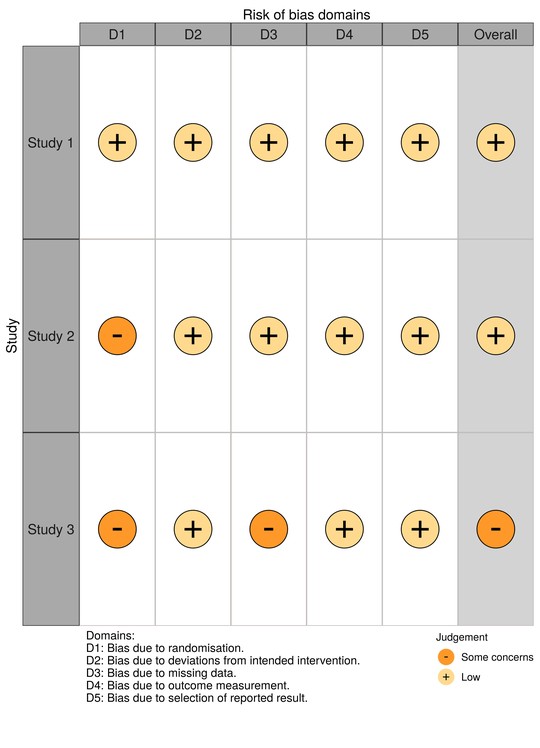 Risk of bias domains
D1 D2 D3 D4 D5 Overall
Study 1 + + + + + +
Study
Study 2 - + + + + +
Study 3 - + - + + -
Domains:
D1: Bias due to randomisation.
D2: Bias due to deviations from intended intervention.
D3: Bias due to missing data.
D4: Bias due to outcome measurement.
D5: Bias due to selection of reported result.
Judgement
- Some concerns
+ Low